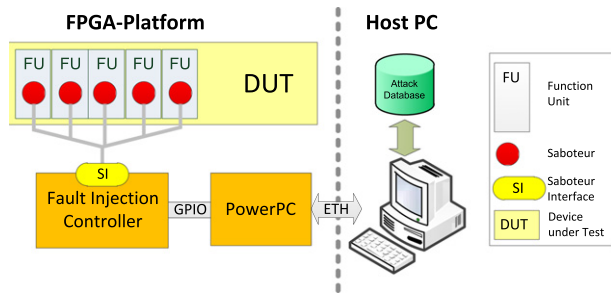 FPGA-Platform
Host PC
FU FU FU FU FU
DUT
Attack
Database
SI
Fault Injection
Controller
GPIO
PowerPC
ETH
FU
Function
Unit
Saboteur
SI
Saboteur
Interface
DUT
Device
under Test